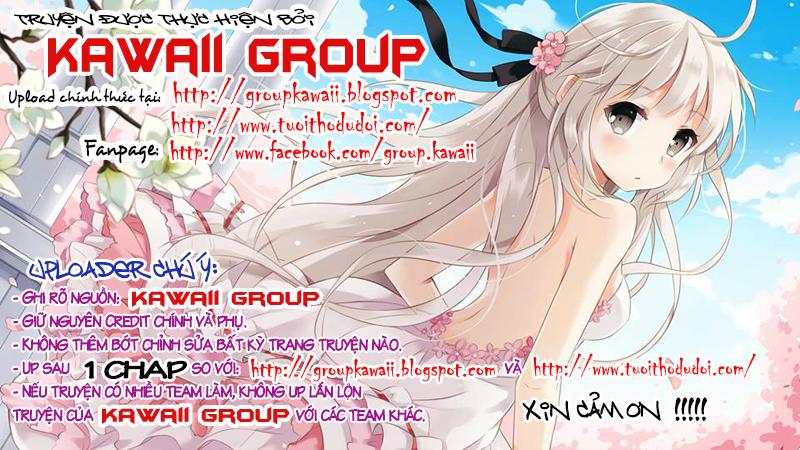 TRUYỆN ĐƯỢC THỰC HIỆN BỞI
KAWAII GROUP
Upload chính thức tại: http://groupkawaii.blogspot.com
http://www.tuoithodudoi.com/
Fanpage: http://www.facebook.com/group.kawaii
UPLOADER CHÚ Ý:
- GHI RÕ NGUỒN: KAWAII GROUP
- GIỮ NGUYÊN CREDIT CHÍNH VÀ PHỤ.
- KHÔNG THÊM BỚT CHỈNH SỬA BẤT KỲ TRANG TRUYỆN NÀO.
- UP SAU 1 CHAP SO VỚI: http://groupkawaii.blogspot.com VÀ http://www.tuoithodudoi.com/
- NẾU TRUYỆN CÓ NHIỀU TEAM LÀM, KHÔNG UP LẪN LỘN
TRUYỆN CỦA KAWAII GROUP VỚI CÁC TEAM KHÁC.
XIN CẢM ƠN !!!!!